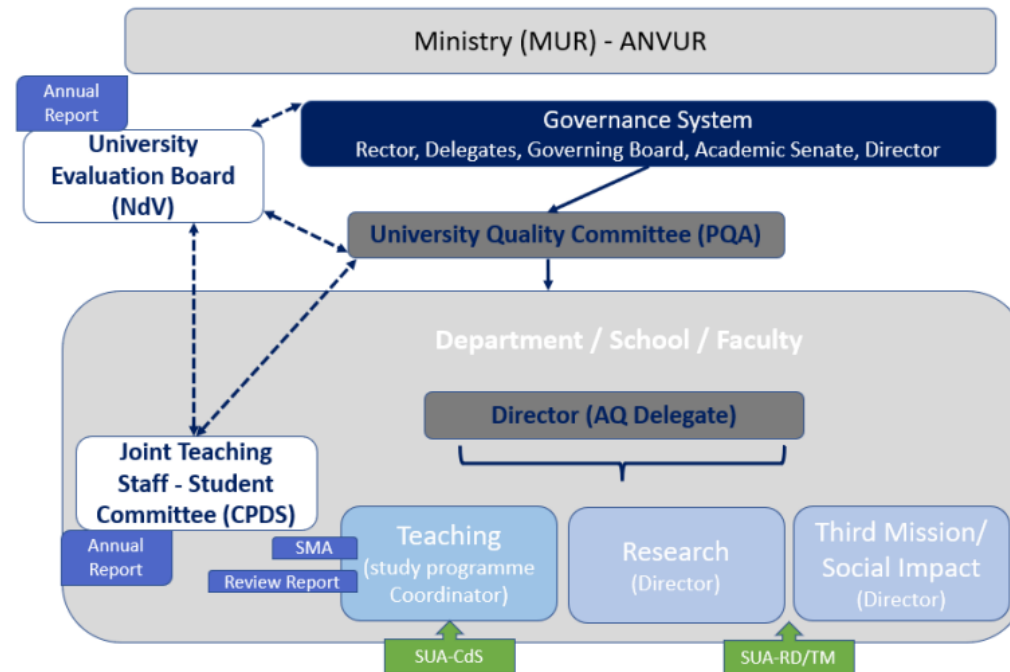 Ministry (MUR) - ANVUR
Annual
Report
University
Evaluation Board
(NdV)
Governance System
Rector, Delegates, Governing Board, Academic Senate, Director
University Quality Committee (PQA)
Department / School / Faculty
Director (AQ Delegate)
Joint Teaching
Staff - Student
Committee (CPDS)
Annual
Report
SMA
Review Report
Teaching
(study programme
Coordinator)
Research
(Director)
Third Mission/
Social Impact
(Director)
SUA-CdS
SUA-RD/TM